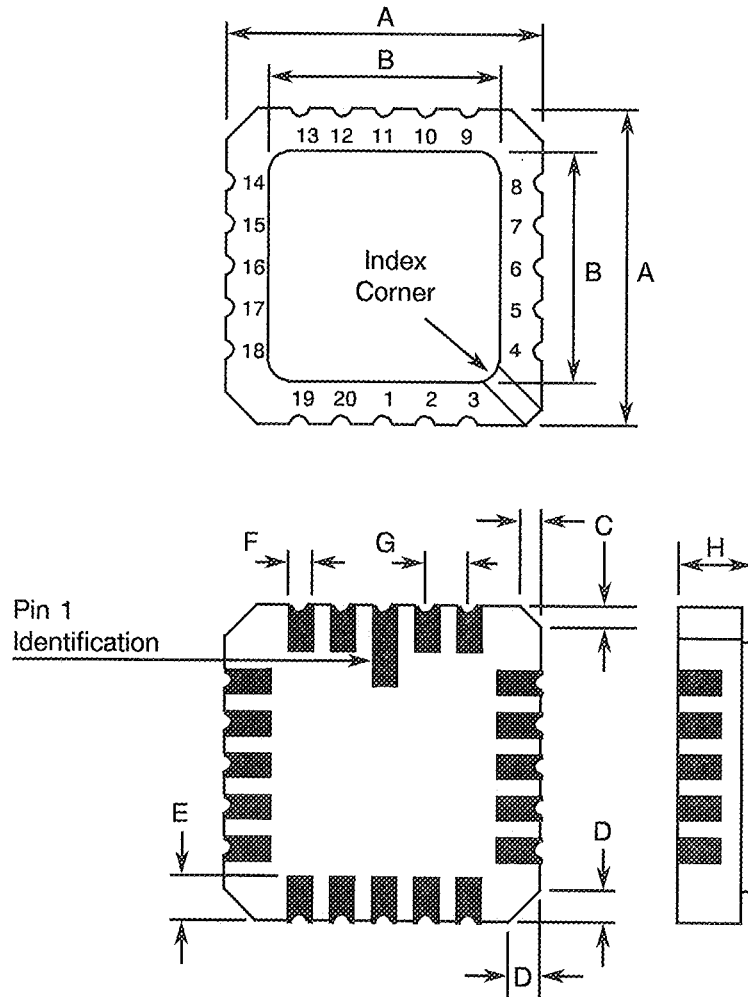 A
B
13 12 11 10 9
14 8
15 7
16 6
17 5
18 4
Index
Corner
B
A
19 20 1 2 3
C
F
G
H
Pin 1
Identification
E
D
D